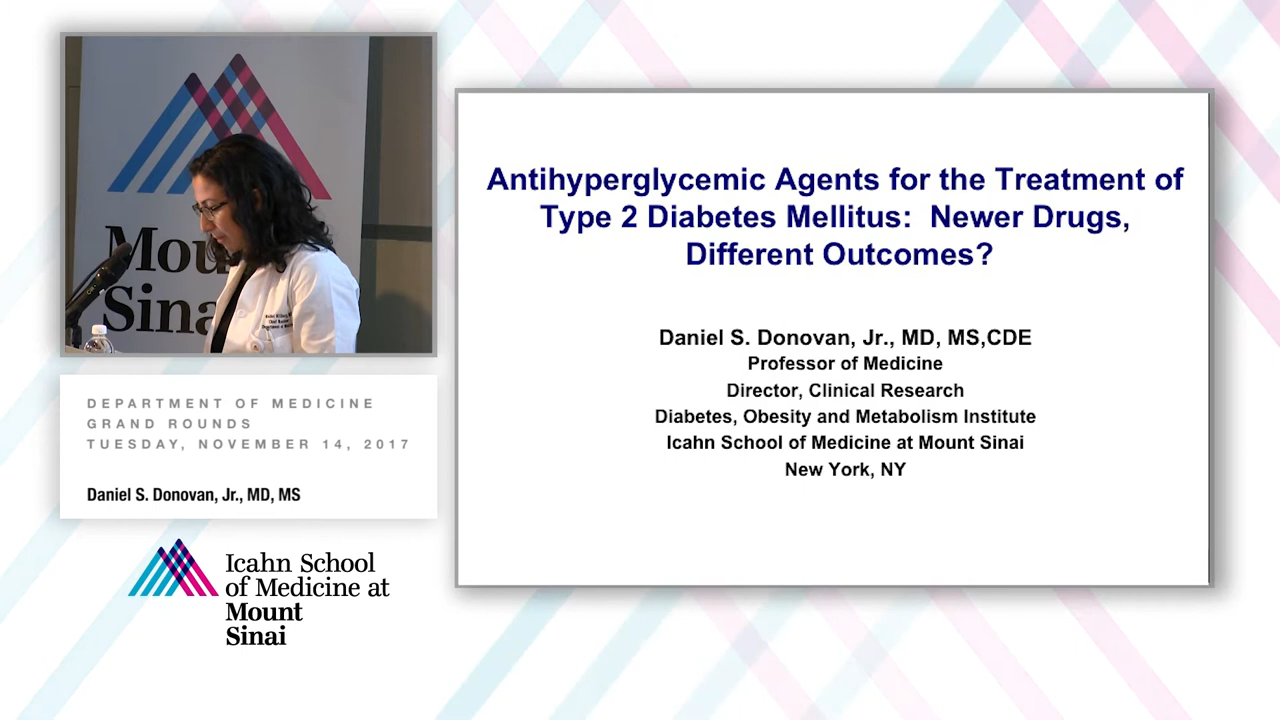 Mou
Sinai
DEPARTMENT OF MEDICINE
GRAND ROUNDS
TUESDAY, NOVEMBER 14, 2017
Daniel S. Donovan, Jr., MD, MS
Icahn School
of Medicine at
Mount
Sinai
Antihyperglycemic Agents for the Treatment of
Type 2 Diabetes Mellitus: Newer Drugs,
Different Outcomes?
Daniel S. Donovan, Jr., MD, MS,CDE
Professor of Medicine
Director, Clinical Research
Diabetes, Obesity and Metabolism Institute
Icahn School of Medicine at Mount Sinai
New York, NY